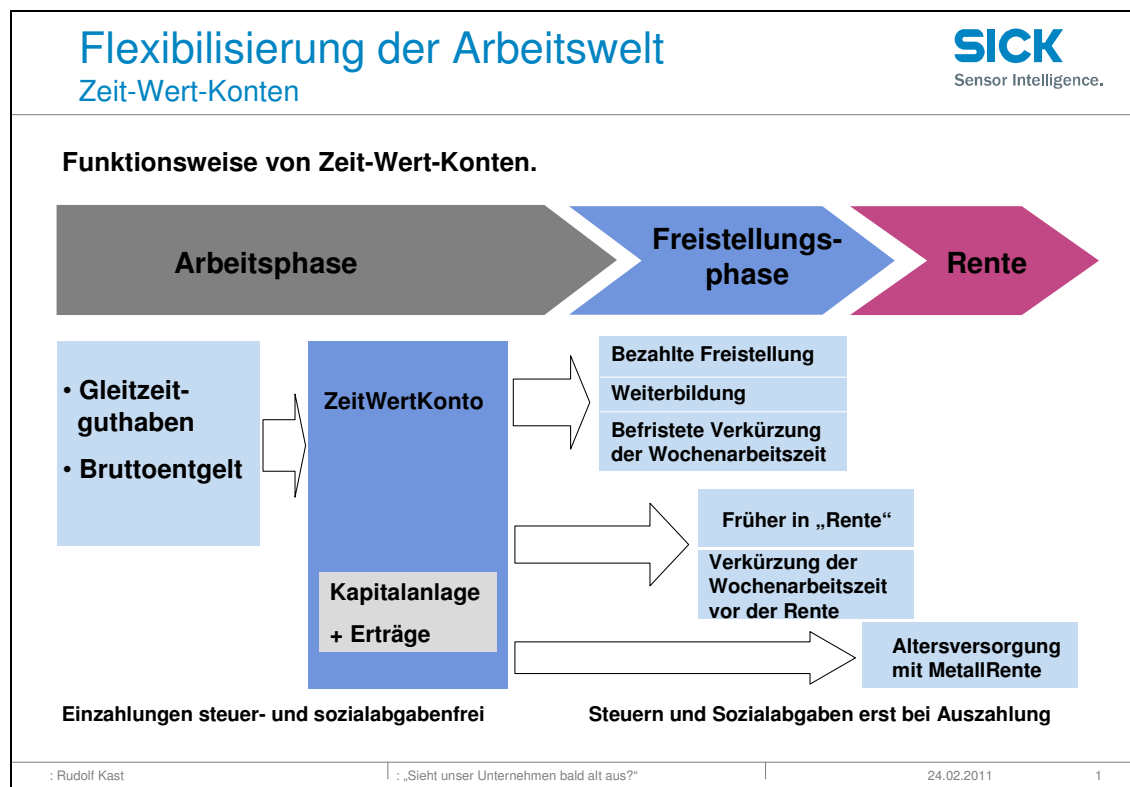 Flexibilisierung der Arbeitswelt
Zeit-Wert-Konten
SICK
Sensor Intelligence.
Funktionsweise von Zeit-Wert-Konten.
Arbeitsphase
Freistellungs-
phase
Rente
• Gleitzeit-
guthaben
• Bruttoentgelt
ZeitWertKonto
Kapitalanlage
+ Erträge
Bezahlte Freistellung
Weiterbildung
Befristete Verkürzung
der Wochenarbeitszeit
Früher in „Rente“
Verkürzung der
Wochenarbeitszeit
vor der Rente
Altersversorgung
mit MetallRente
Einzahlungen steuer- und sozialabgabenfrei
Steuern und Sozialabgaben erst bei Auszahlung
: Rudolf Kast
: „Sieht unser Unternehmen bald alt aus?“
24.02.2011
1